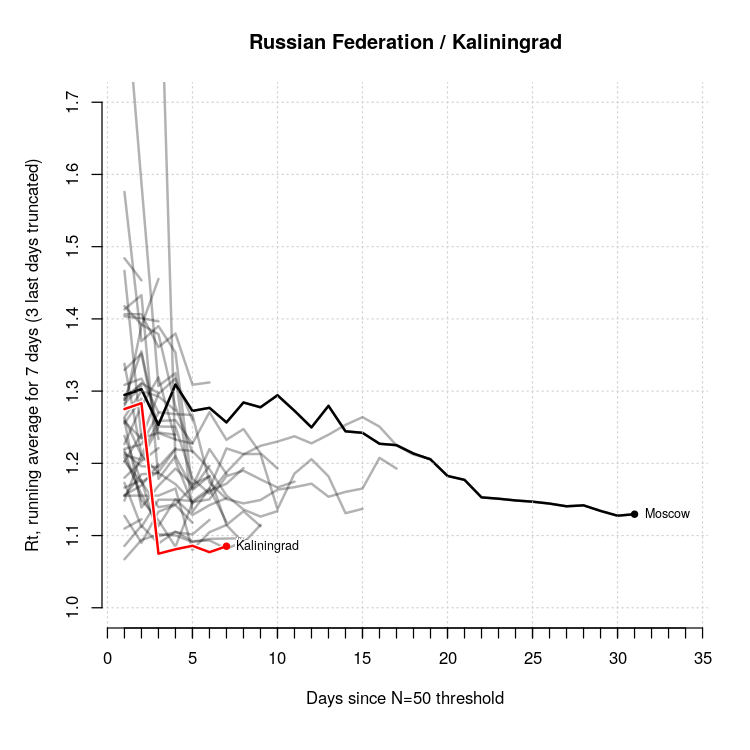 Russian Federation / Kaliningrad
Rt, running average for 7 days (3 last days truncated)
1.7
1.6
1.5
1.4
1.3
1.2
1.1
1.0
Moscow
Kaliningrad
0 5 10 15 20 25 30 35
Days since N=50 threshold